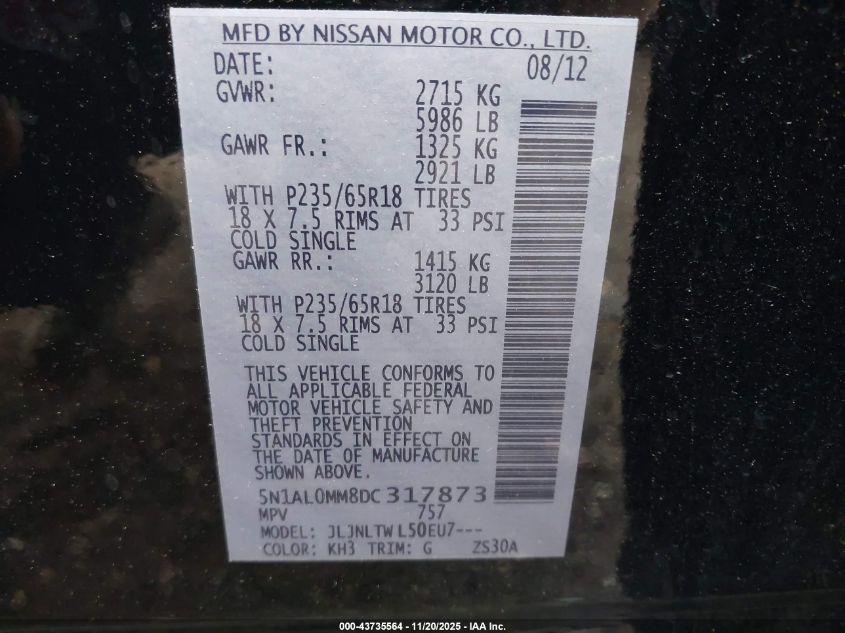 MFD BY NISSAN MOTOR CO., LTD.
DATE: 08/12
GVWR: 2715 KG
5986 LB
GAWR FR.: 1325 KG
2921 LB
WITH P235/65R18 TIRES
18 X 7.5 RIMS AT 33 PSI
COLD SINGLE
GAWR RR.: 1415 KG
3120 LB
WITH P235/65R18 TIRES
18 X 7.5 RIMS AT 33 PSI
COLD SINGLE
THIS VEHICLE CONFORMS TO
ALL APPLICABLE FEDERAL
MOTOR VEHICLE SAFETY AND
THEFT PREVENTION
STANDARDS IN EFFECT ON
THE DATE OF MANUFACTURE
SHOWN ABOVE.
5N1AL0MM8DC317873
MPV 757
MODEL: JLJNLTW L50EU7---
COLOR: KH3 TRIM: G ZS30A
000-43735564 - 11/20/2025 - IAA Inc.